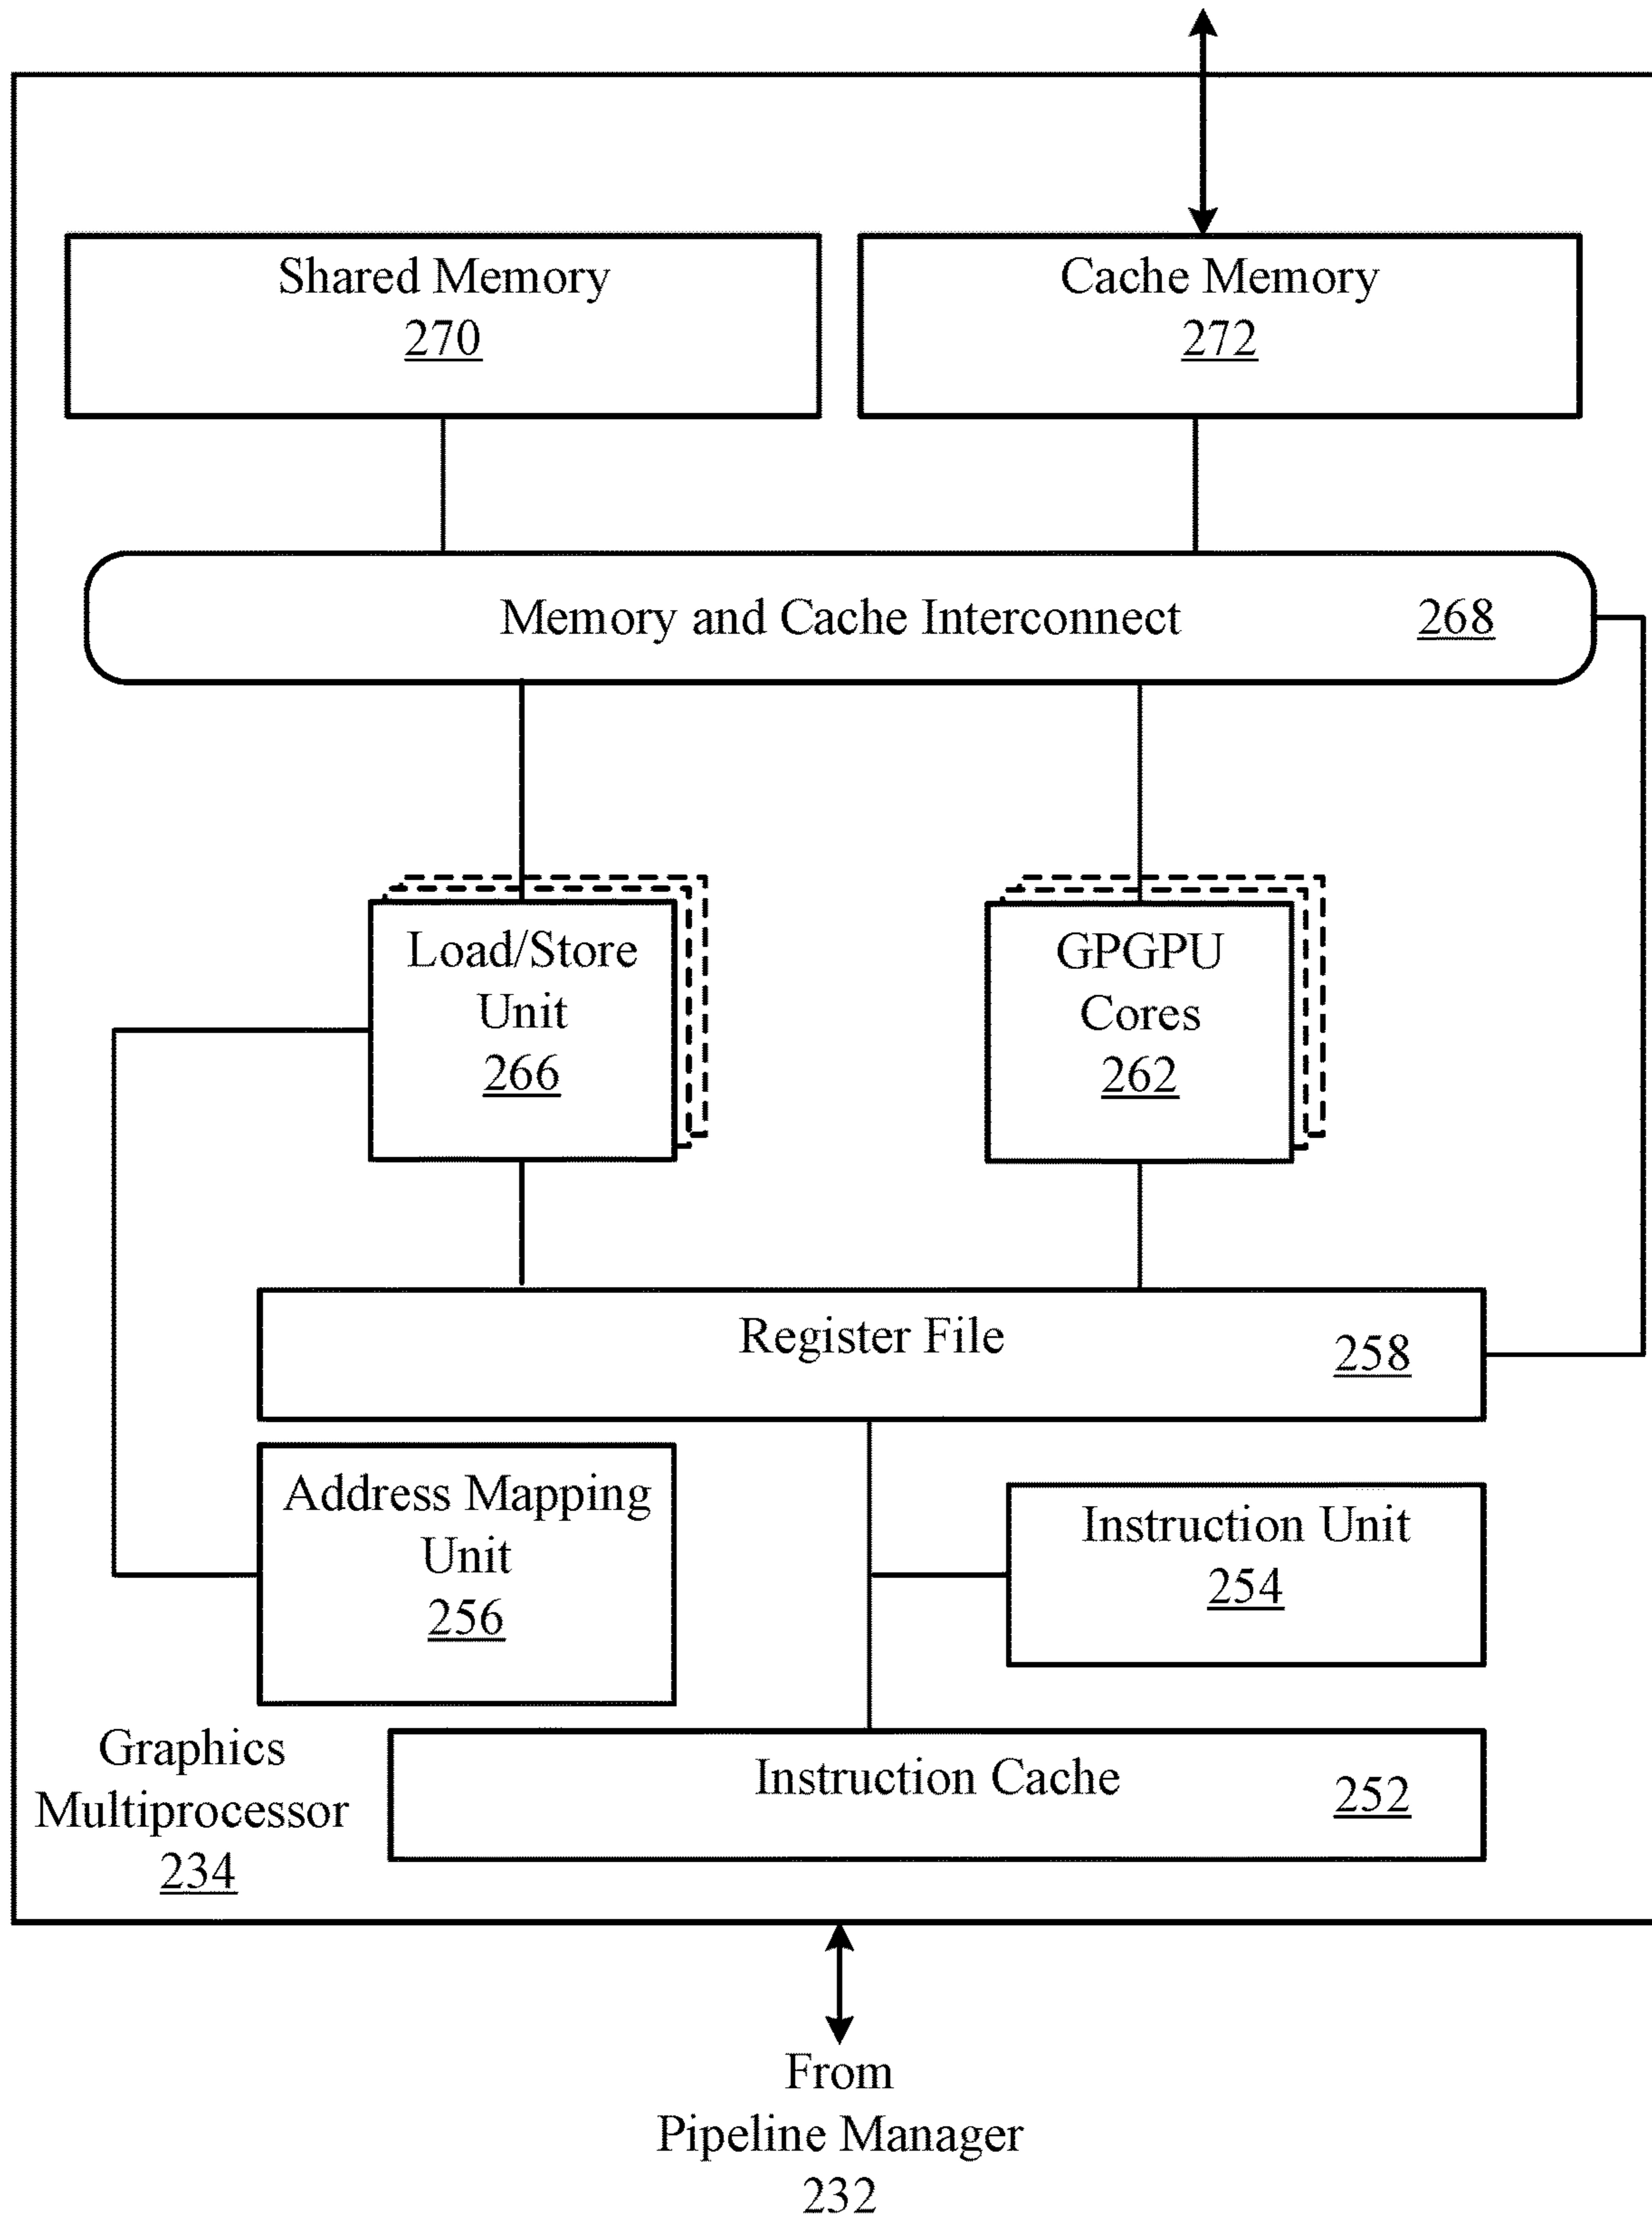 Shared Memory
270
Cache Memory
272
Memory and Cache Interconnect 268
Load/Store
Unit
266
GPGPU
Cores
262
Register File 258
Address Mapping
Unit
256
Instruction Unit
254
Graphics
Multiprocessor
234
Instruction Cache 252
From
Pipeline Manager
232